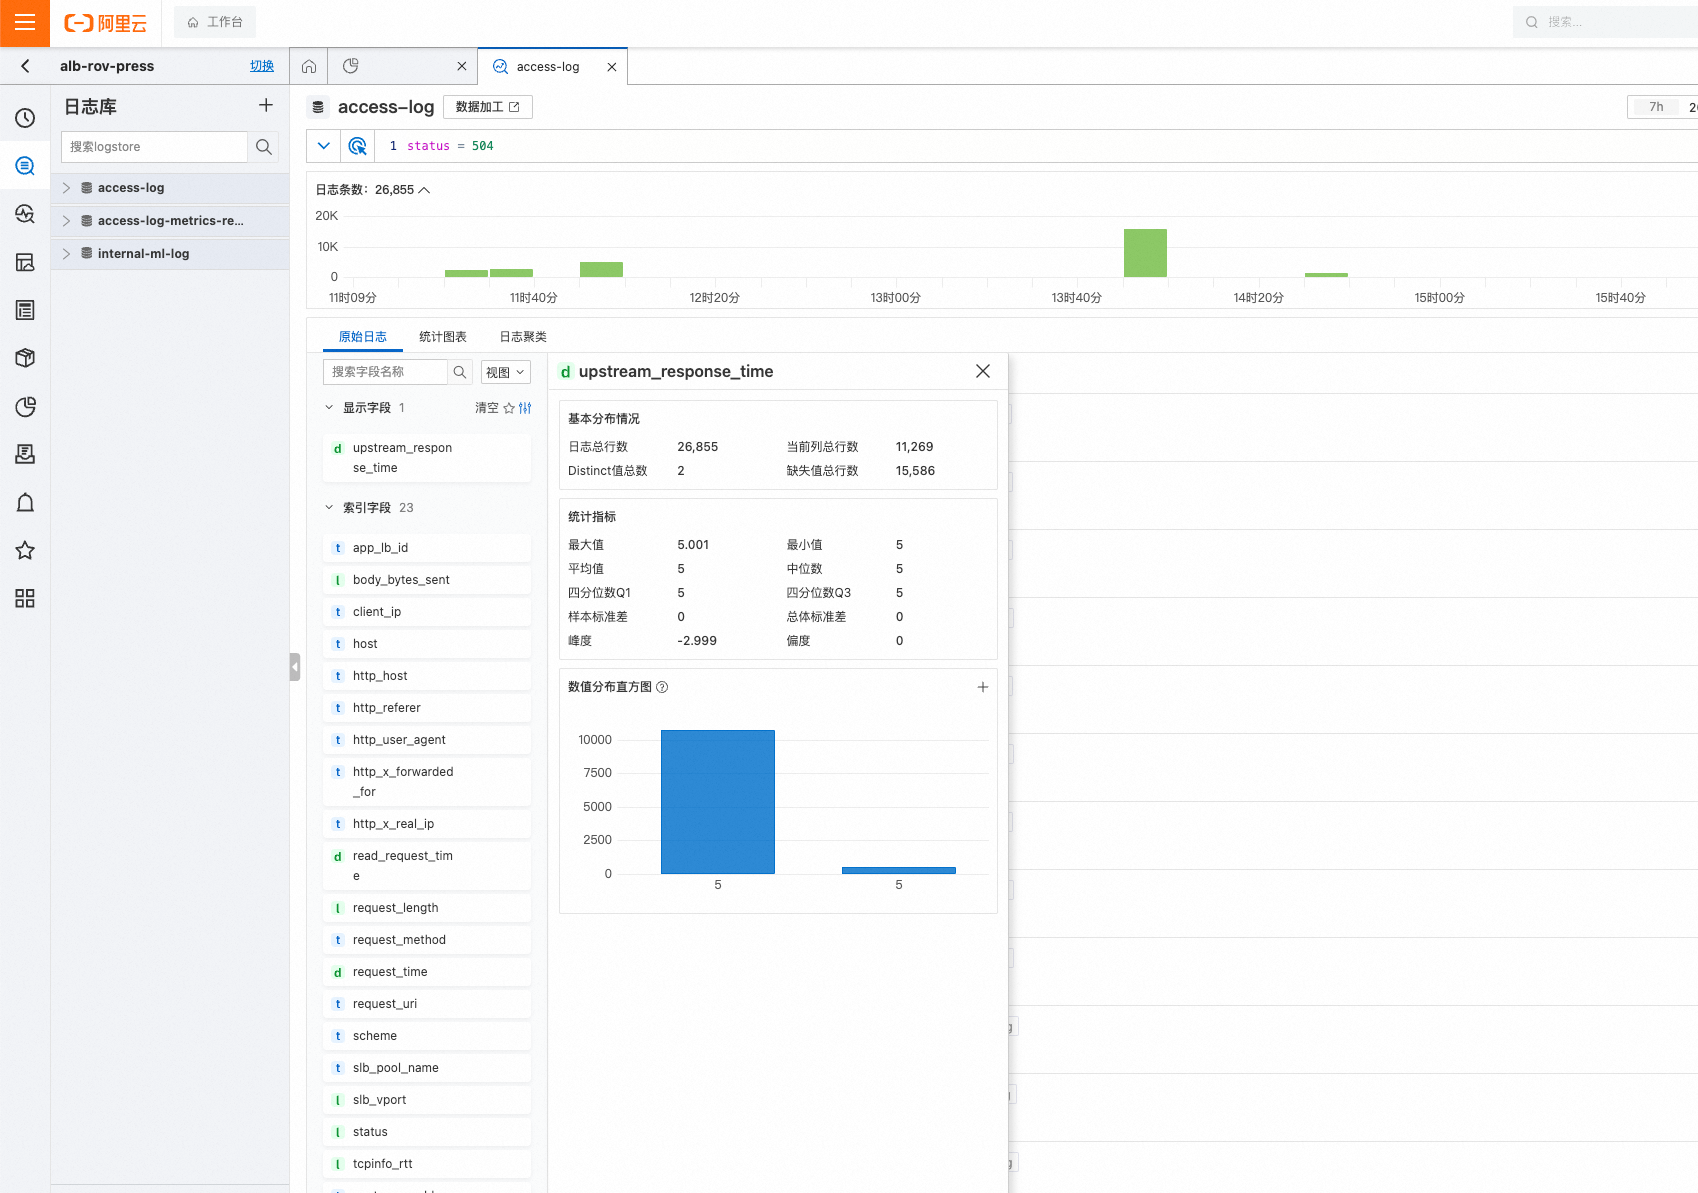 阿里云
工作台
搜索...
alb-rov-press
切换
access-log
日志库
access-log
数据加工
7h
搜索logstore
1 status = 504
access-log
access-log-metrics-re...
internal-ml-log
日志条数: 26,855
20K
10K
0
11时09分
11时40分
12时20分
13时00分
13时40分
14时20分
15时00分
15时40分
原始日志
统计图表
日志聚类
搜索字段名称
视图
显示字段 1
清空
d upstream_respon
se_time
索引字段 23
t app_lb_id
l body_bytes_sent
t client_ip
t host
t http_host
t http_referer
t http_user_agent
t http_x_forwarded
_for
t http_x_real_ip
d read_request_tim
e
l request_length
t request_method
d request_time
t request_uri
t scheme
t slb_pool_name
l slb_vport
l status
l tcpinfo_rtt
d upstream_response_time
基本分布情况
日志总行数 26,855 当前列总行数 11,269
Distinct值总数 2 缺失值总行数 15,586
统计指标
最大值 5.001 最小值 5
平均值 5 中位数 5
四分位数Q1 5 四分位数Q3 5
样本标准差 0 总体标准差 0
峰度 -2.999 偏度 0
数值分布直方图
10000
7500
5000
2500
0
5
5